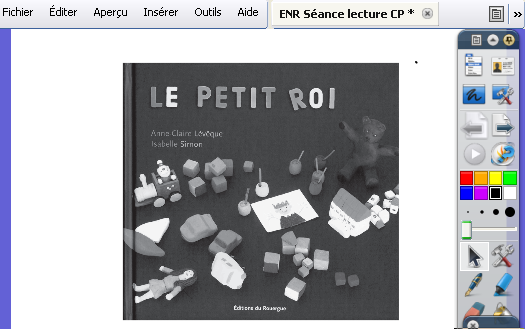 Fichier Éditer Aperçu Insérer Outils Aide ENR Séance lecture CP * »
LE PETIT ROI
Anne-Claire Lévêque
Isabelle Simon
Éditions du Rouergue